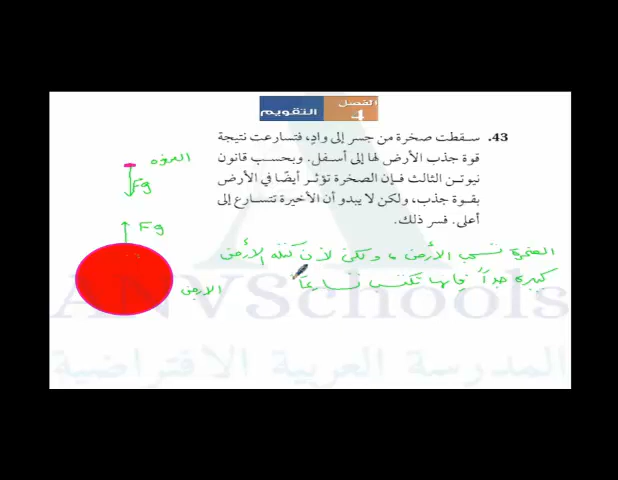 الفصل 4 التقويم
43. سقطت صخرة من جسر إلى وادٍ، فتسارعت نتيجة
قوة جذب الأرض لها إلى أسفل. وبحسب قانون
نيوتن الثالث فإن الصخرة تؤثر أيضًا في الأرض
بقوة جذب، ولكن لا يبدو أن الأخيرة تتسارع إلى
أعلى. فسر ذلك.
الصخرة
Fg
Fg
الأرض
الصخرة تسحب الأرض، ولكن لأن كتلة الأرض
كبيرة جداً فإنها تكتسب تسارعاً
ANVSchools
المدرسة العربية الافتراضية